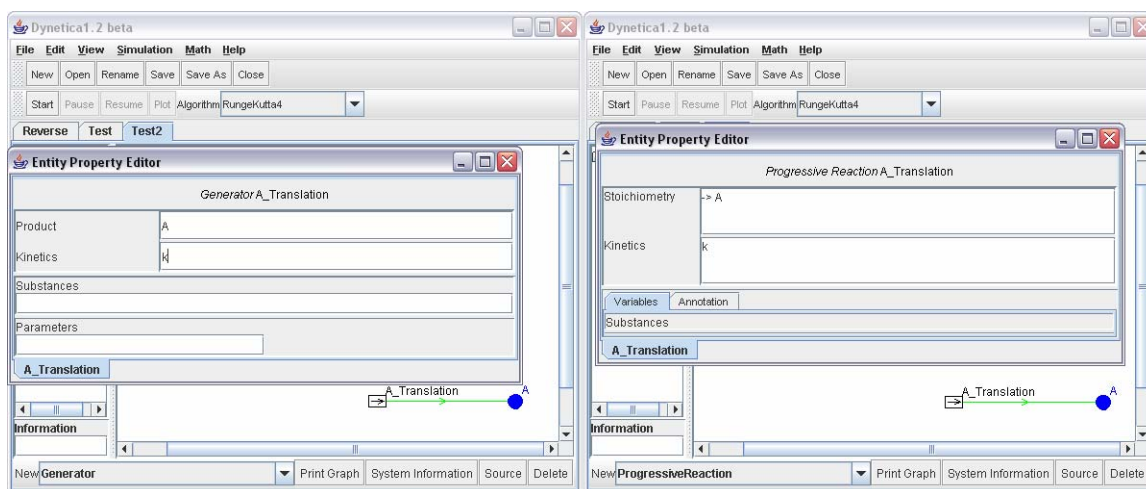 Dynetica1.2 beta
File Edit View Simulation Math Help
New Open Rename Save Save As Close
Start Pause Resume Plot Algorithm RungeKutta4
Reverse Test Test2
Entity Property Editor
Generator A_Translation
Product A
Kinetics k
Substances
Parameters
A_Translation
A_Translation A
Information
New Generator Print Graph System Information Source Delete
Dynetica1.2 beta
File Edit View Simulation Math Help
New Open Rename Save Save As Close
Start Pause Resume Plot Algorithm RungeKutta4
Entity Property Editor
Progressive Reaction A_Translation
Stoichiometry -> A
Kinetics k
Variables Annotation
Substances
A_Translation
A_Translation A
Information
New ProgressiveReaction Print Graph System Information Source Delete